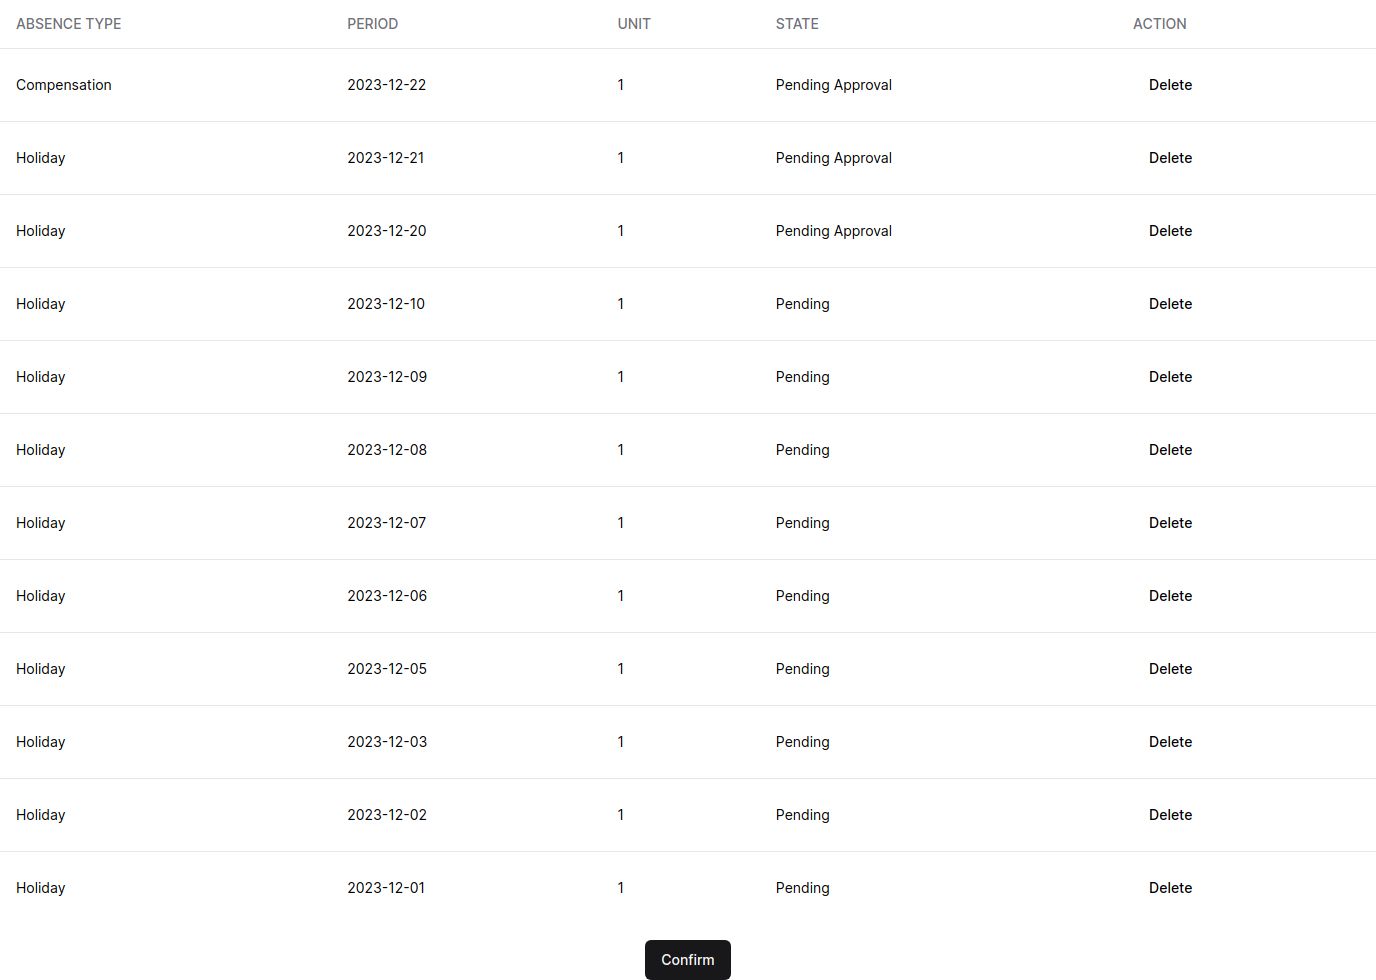 ABSENCE TYPE PERIOD UNIT STATE ACTION
Compensation 2023-12-22 1 Pending Approval Delete
Holiday 2023-12-21 1 Pending Approval Delete
Holiday 2023-12-20 1 Pending Approval Delete
Holiday 2023-12-10 1 Pending Delete
Holiday 2023-12-09 1 Pending Delete
Holiday 2023-12-08 1 Pending Delete
Holiday 2023-12-07 1 Pending Delete
Holiday 2023-12-06 1 Pending Delete
Holiday 2023-12-05 1 Pending Delete
Holiday 2023-12-03 1 Pending Delete
Holiday 2023-12-02 1 Pending Delete
Holiday 2023-12-01 1 Pending Delete
Confirm